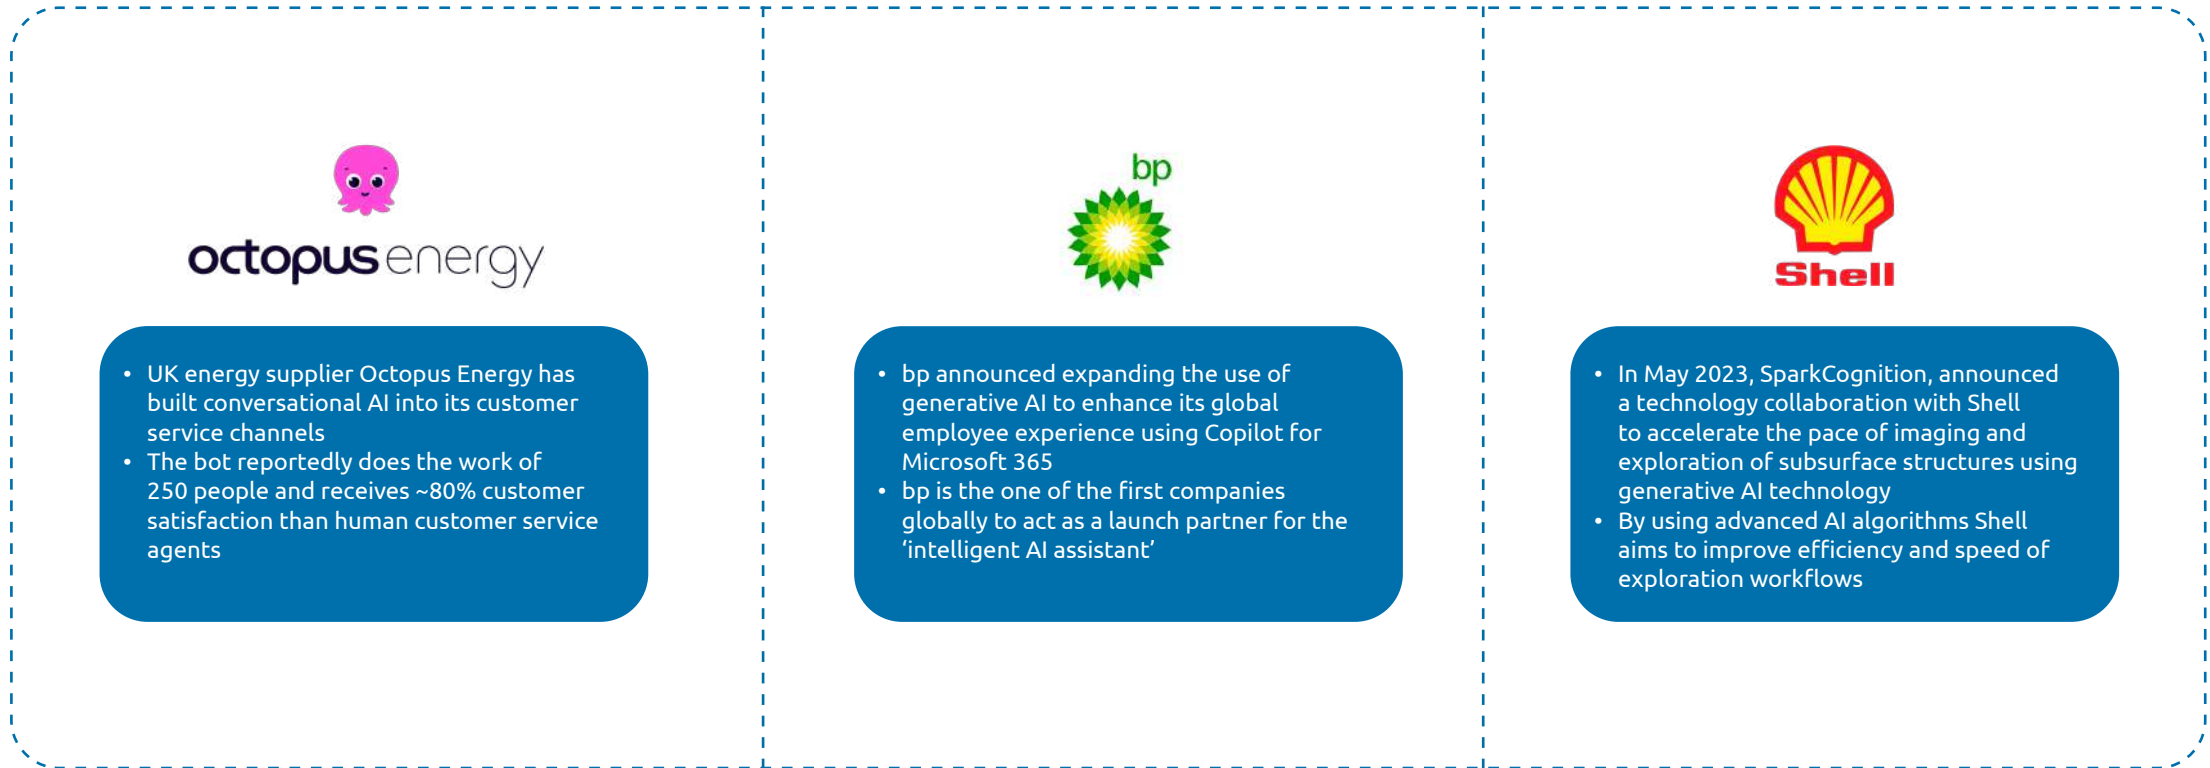 octopus energy
• UK energy supplier Octopus Energy has
built conversational AI into its customer
service channels
• The bot reportedly does the work of
250 people and receives ~80% customer
satisfaction than human customer service
agents
bp
• bp announced expanding the use of
generative AI to enhance its global
employee experience using Copilot for
Microsoft 365
• bp is the one of the first companies
globally to act as a launch partner for the
‘intelligent AI assistant’
Shell
• In May 2023, SparkCognition, announced
a technology collaboration with Shell
to accelerate the pace of imaging and
exploration of subsurface structures using
generative AI technology
• By using advanced AI algorithms Shell
aims to improve efficiency and speed of
exploration workflows